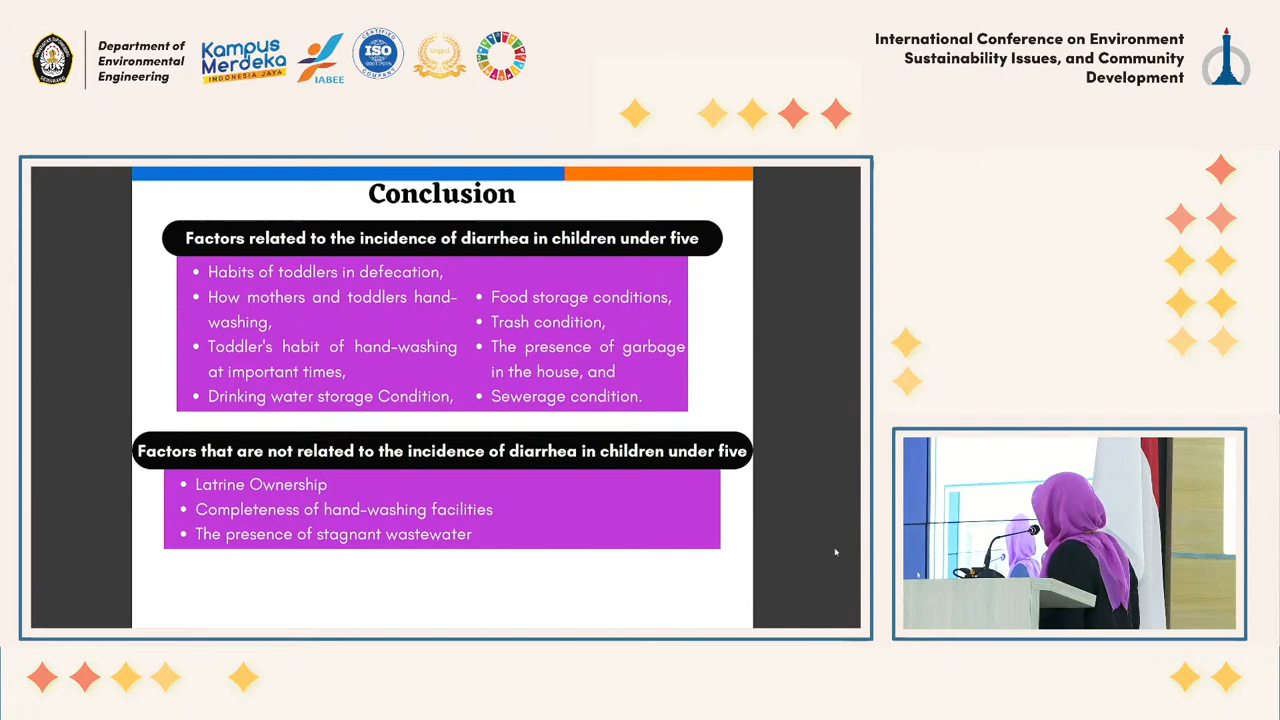 Department of
Environmental
Engineering
Kampus
Merdeka
INDONESIA JAYA
IABEE
CERTIFIED
ISO
COMPANY
International Conference on Environment
Sustainability Issues, and Community
Development
Conclusion
Factors related to the incidence of diarrhea in children under five
• Habits of toddlers in defecation,
• How mothers and toddlers hand-
washing,
• Toddler's habit of hand-washing
at important times,
• Drinking water storage Condition,
• Food storage conditions,
• Trash condition,
• The presence of garbage
in the house, and
• Sewerage condition.
Factors that are not related to the incidence of diarrhea in children under five
• Latrine Ownership
• Completeness of hand-washing facilities
• The presence of stagnant wastewater